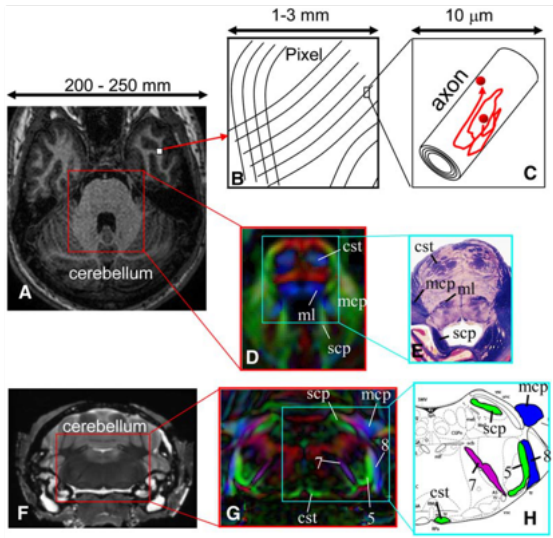 1-3 mm
10 μm
200 - 250 mm
Pixel
axon
B
C
cerebellum
A
cst
mcp
ml
scp
D
cst
mcp
ml
scp
E
cerebellum
F
scp
mcp
7
8
5
cst
G
mcp
scp
8
5
7
cst
H